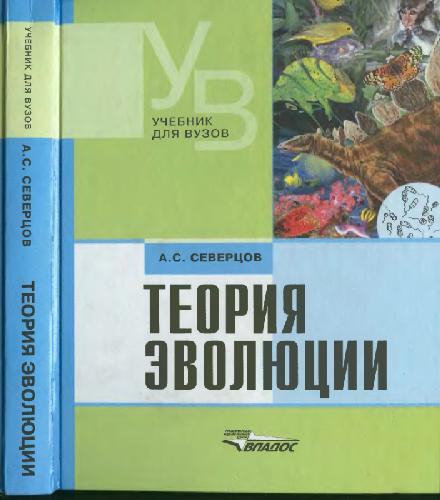 УЧЕБНИК ДЛЯ ВУЗОВ
А.С. СЕВЕРЦОВ
ТЕОРИЯ ЭВОЛЮЦИИ
УВ
УЧЕБНИК
ДЛЯ ВУЗОВ
А.С. СЕВЕРЦОВ
ТЕОРИЯ
ЭВОЛЮЦИИ
ВЛАДОС